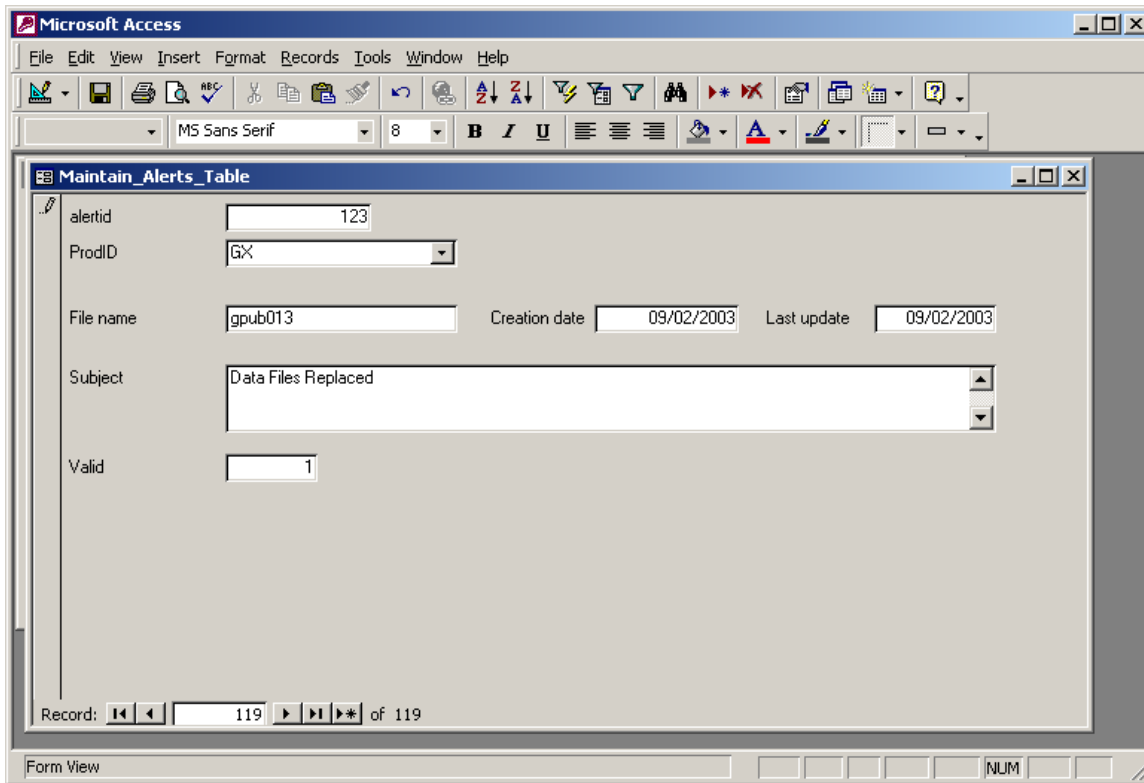 Microsoft Access
File Edit View Insert Format Records Tools Window Help
ABC A Z Z A
MS Sans Serif 8 B I U A
Maintain_Alerts_Table
alertid 123
ProdID GX
File name gpub013 Creation date 09/02/2003 Last update 09/02/2003
Subject Data Files Replaced
Valid 1
Record: 119 of 119
Form View NUM